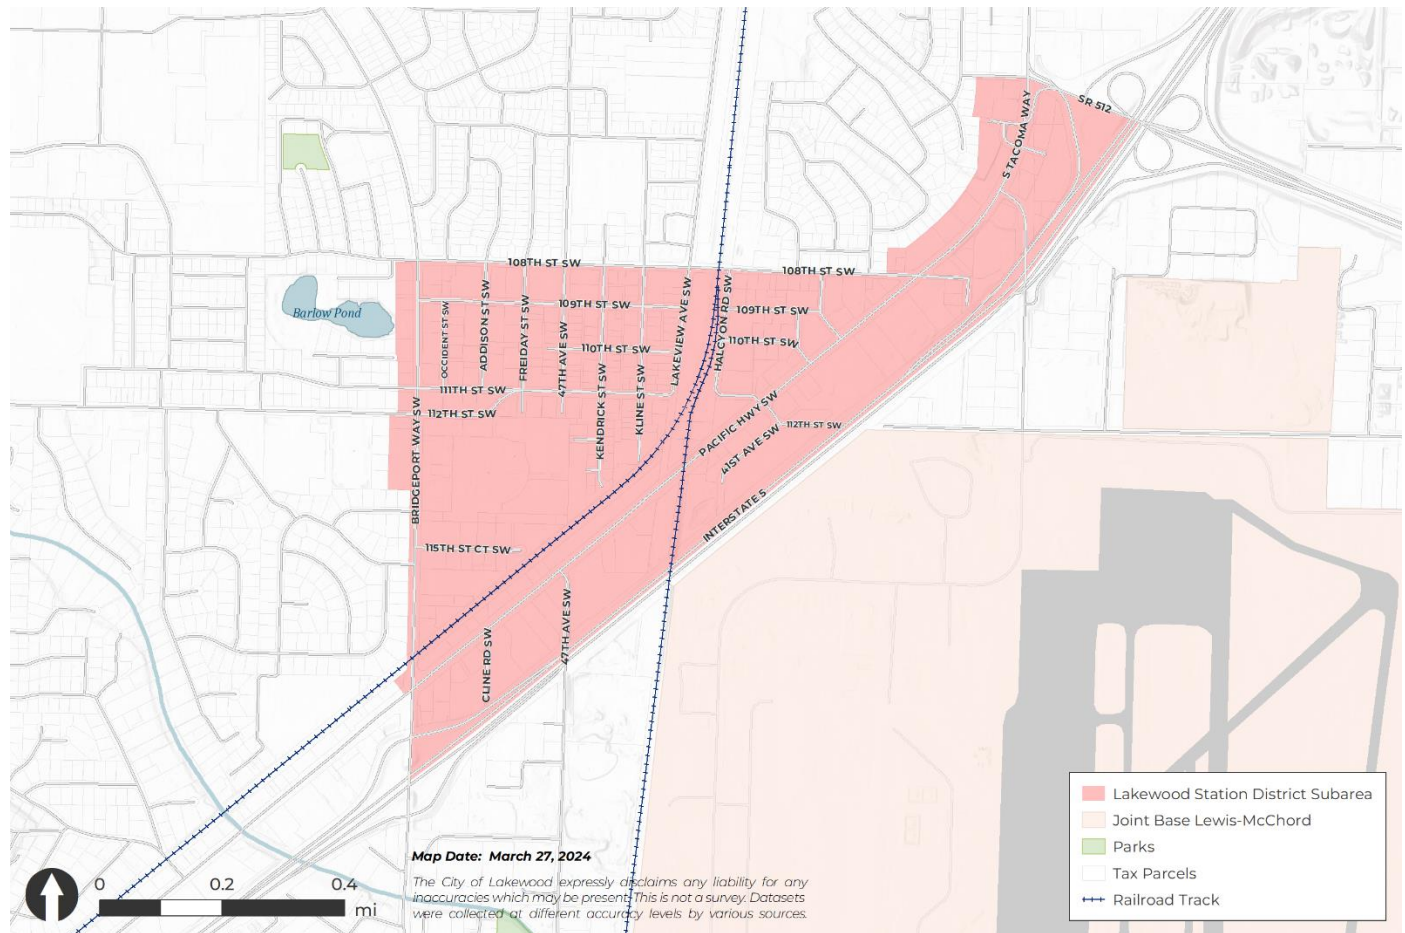 SR 512
S TACOMA WAY
108TH ST SW
108TH ST SW
Barlow Pond
OCCIDENT ST SW
ADDISON ST SW
FREIDAY ST SW
109TH ST SW
47TH AVE SW
110TH ST SW
LAKEVIEW AVE SW
HALCYON RD SW
109TH ST SW
110TH ST SW
111TH ST SW
112TH ST SW
BRIDGEPORT WAY SW
KENDRICK ST SW
KLINE ST SW
PACIFIC HWY SW
41ST AVE SW
112TH ST SW
INTERSTATE 5
115TH ST CT SW
47TH AVE SW
CLINE RD SW
Lakewood Station District Subarea
Joint Base Lewis-McChord
Parks
Tax Parcels
Railroad Track
0 0.2 0.4
mi
Map Date: March 27, 2024
The City of Lakewood expressly disclaims any liability for any
inaccuracies which may be present. This is not a survey. Datasets
were collected at different accuracy levels by various sources.